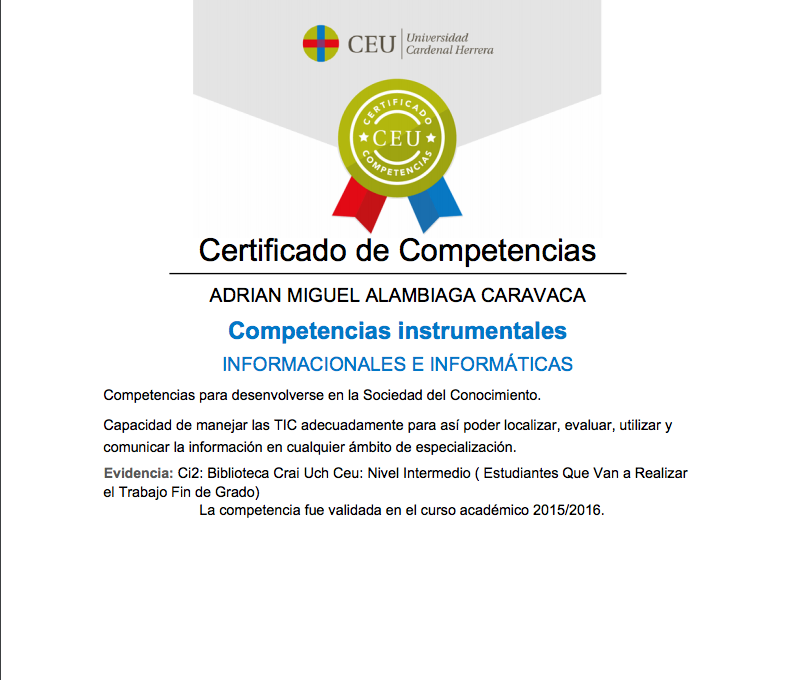 CEU
Universidad
Cardenal Herrera
CERTIFICADO
CEU
COMPETENCIAS
Certificado de Competencias
ADRIAN MIGUEL ALAMBIAGA CARAVACA
Competencias instrumentales
INFORMACIONALES E INFORMÁTICAS
Competencias para desenvolverse en la Sociedad del Conocimiento.
Capacidad de manejar las TIC adecuadamente para así poder localizar, evaluar, utilizar y
comunicar la información en cualquier ámbito de especialización.
Evidencia: Ci2: Biblioteca Crai Uch Ceu: Nivel Intermedio ( Estudiantes Que Van a Realizar
el Trabajo Fin de Grado)
La competencia fue validada en el curso académico 2015/2016.